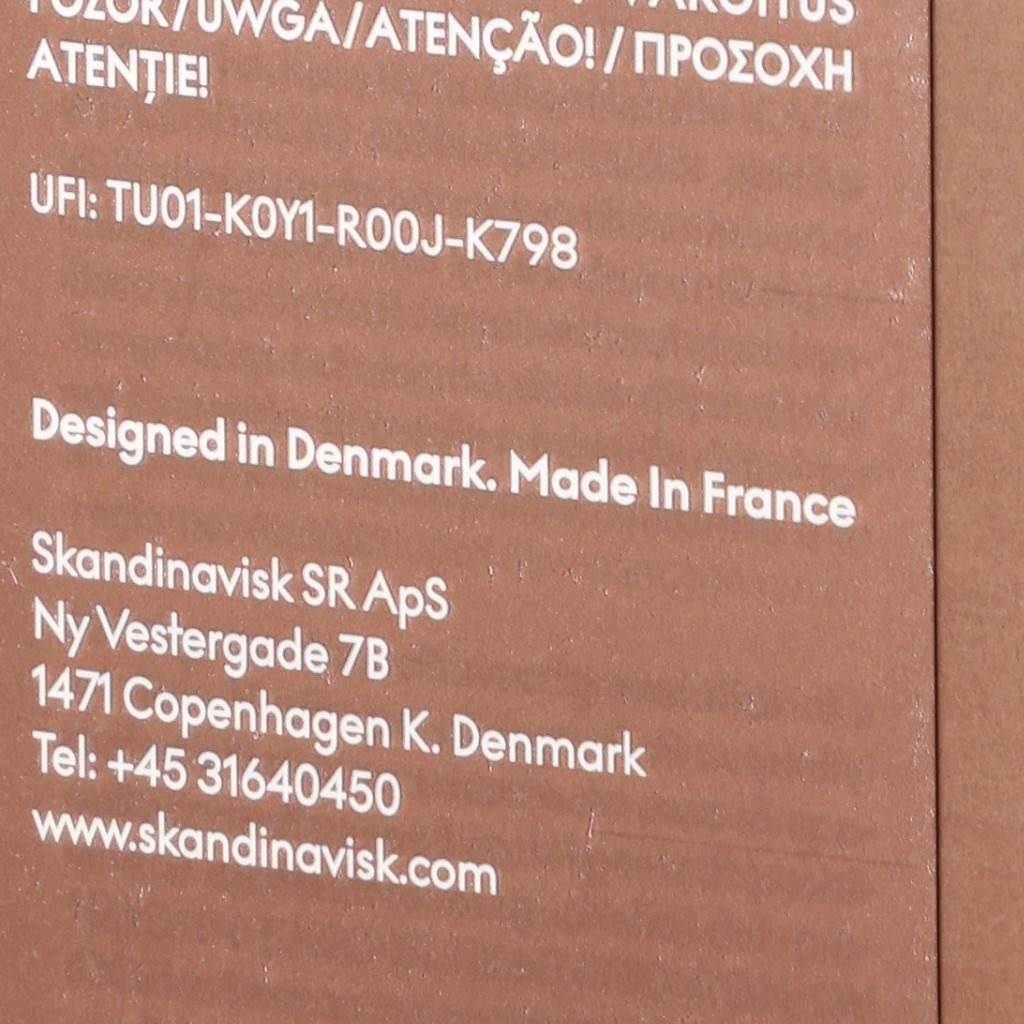 POZOR/UWGA/ATENÇÃO!/ΠΡΟΣΟΧΗ
ATENȚIE!
UFI: TU01-K0Y1-R00J-K798
Designed in Denmark. Made In France
Skandinavisk SR ApS
Ny Vestergade 7B
1471 Copenhagen K. Denmark
Tel: +45 31640450
www.skandinavisk.com